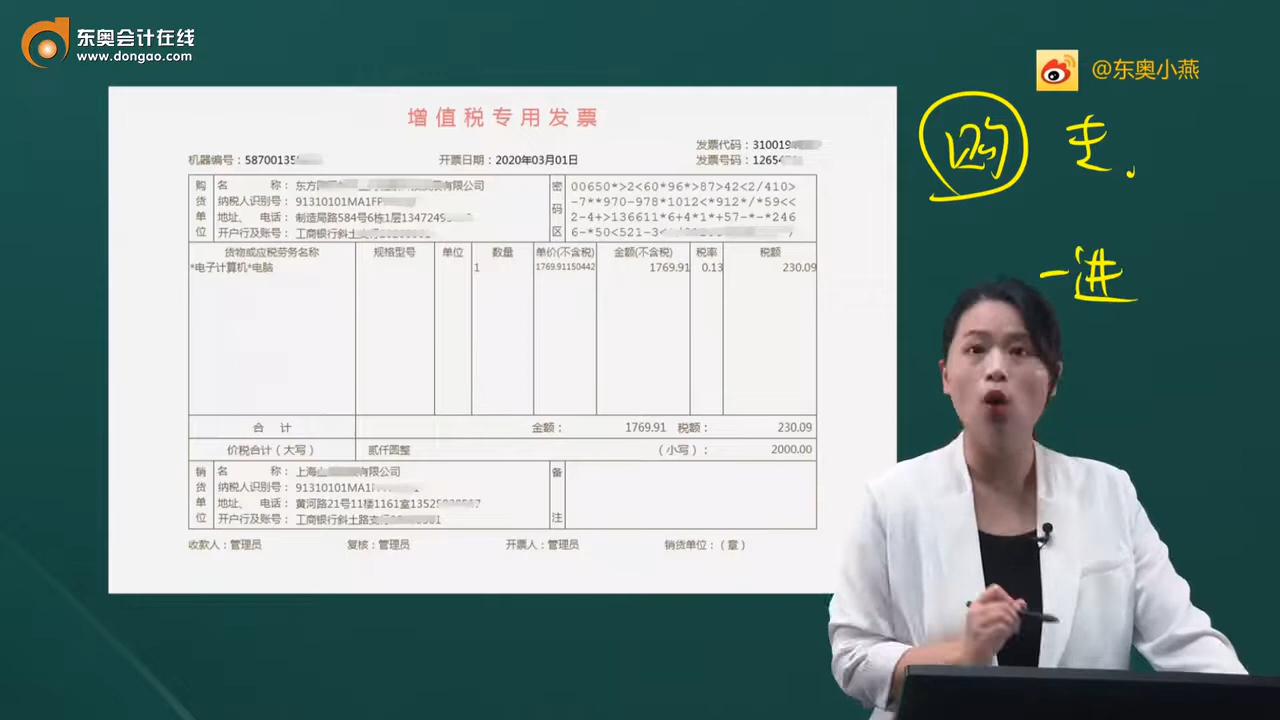 东奥会计在线
www.dongao.com
@东奥小燕
购 走.
-进
增值税专用发票
发票代码：310019
机器编号：58700135 开票日期：2020年03月01日 发票号码：12654
购货单位
名 称：东方 有限公司
纳税人识别号：91310101MA1FP
地址、 电话：制造局路584号6栋1层1347249
开户行及账号：工商银行斜土支行
密码区
00650*>2<60*96*>87>42<2/410>
-7**970-978*1012<*912*/*59<<
2-4+>136611*6+4*1*+57-*-*246
6-*50<521-3<
货物或应税劳务名称 规格型号 单位 数量 单价(不含税) 金额(不含税) 税率 税额
*电子计算机*电脑 1 1769.91150442 1769.91 0.13 230.09
合 计 金额： 1769.91 税额： 230.09
价税合计（大写） 贰仟圆整 （小写）： 2000.00
销货单位
名 称：上海 有限公司
纳税人识别号：91310101MA1
地址、 电话：黄河路21号11楼1161室13525
开户行及账号：工商银行斜土路支行
备注
收款人：管理员 复核：管理员 开票人：管理员 销货单位：（章）